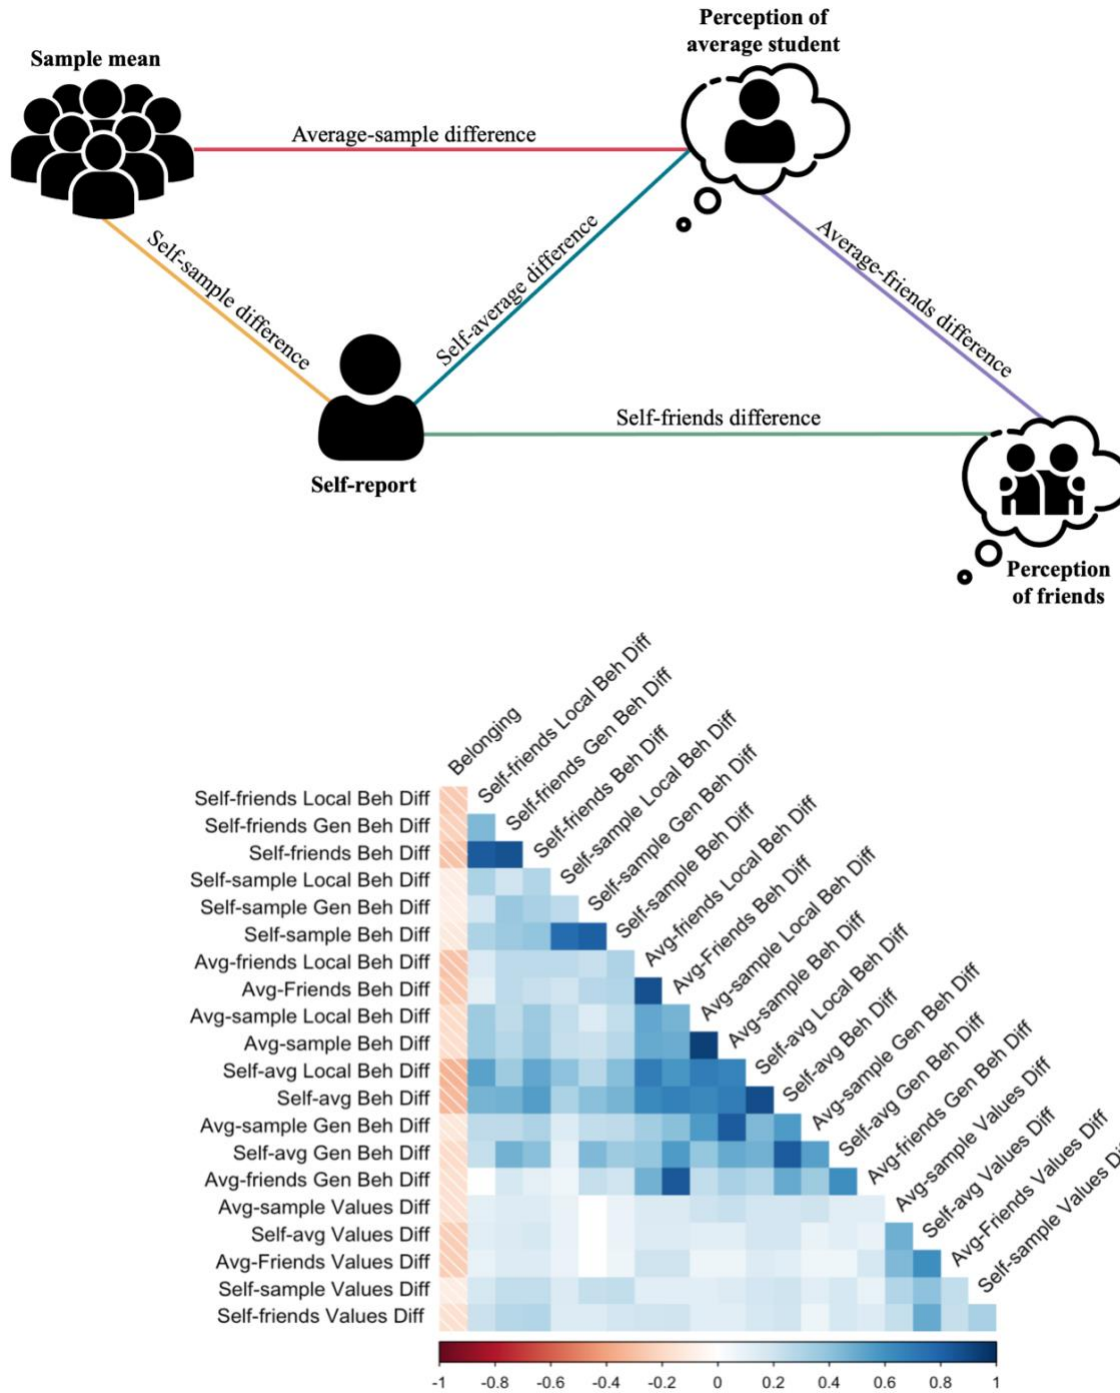 Perception of
average student
Sample mean
Average-sample difference
Self-sample difference
Self-average difference
Average-friends difference
Self-friends difference
Self-report
Perception
of friends
Belonging
Self-friends Local Beh Diff
Self-friends Gen Beh Diff
Self-friends Beh Diff
Self-sample Local Beh Diff
Self-sample Gen Beh Diff
Self-sample Beh Diff
Avg-friends Local Beh Diff
Avg-Friends Beh Diff
Avg-sample Local Beh Diff
Avg-sample Beh Diff
Self-avg Local Beh Diff
Self-avg Beh Diff
Avg-sample Gen Beh Diff
Self-avg Gen Beh Diff
Avg-friends Gen Beh Diff
Avg-sample Values Diff
Self-avg Values Diff
Avg-Friends Values Diff
Self-sample Values Di
Self-friends Local Beh Diff
Self-friends Gen Beh Diff
Self-friends Beh Diff
Self-sample Local Beh Diff
Self-sample Gen Beh Diff
Self-sample Beh Diff
Avg-friends Local Beh Diff
Avg-Friends Beh Diff
Avg-sample Local Beh Diff
Avg-sample Beh Diff
Self-avg Local Beh Diff
Self-avg Beh Diff
Avg-sample Gen Beh Diff
Self-avg Gen Beh Diff
Avg-friends Gen Beh Diff
Avg-sample Values Diff
Self-avg Values Diff
Avg-Friends Values Diff
Self-sample Values Diff
Self-friends Values Diff
-1 -0.8 -0.6 -0.4 -0.2 0 0.2 0.4 0.6 0.8 1